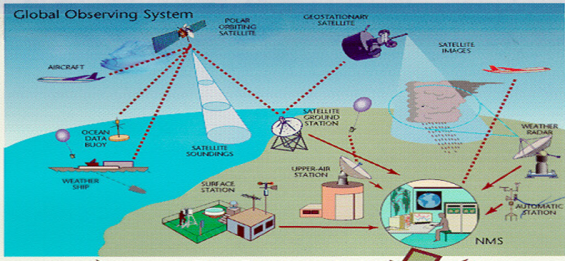 Global Observing System
POLAR
ORBITING
SATELLITE
GEOSTATIONARY
SATELLITE
SATELLITE
IMAGES
AIRCRAFT
OCEAN
DATA
BUOY
SATELLITE
SOUNDINGS
SATELLITE
GROUND
STATION
WEATHER
RADAR
WEATHER
SHIP
SURFACE
STATION
UPPER-AIR
STATION
AUTOMATIC
STATION
NMS